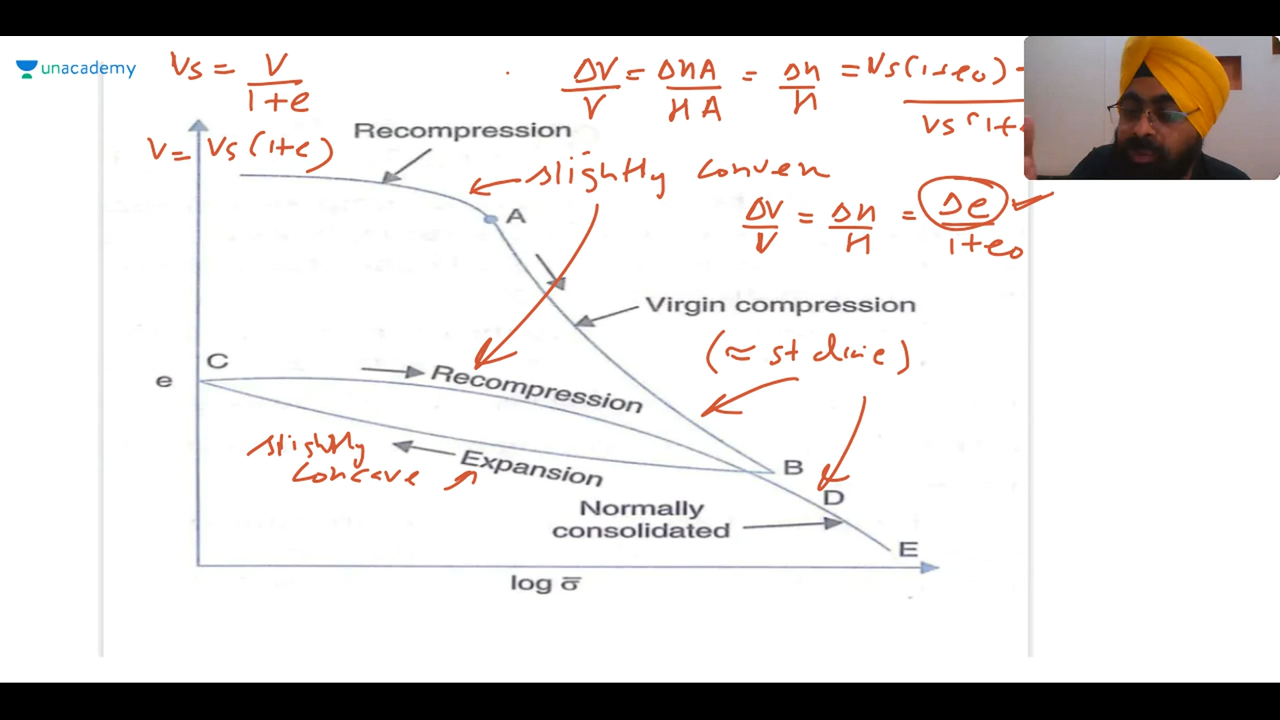 unacademy
Vs = V / 1+e
ΔV/V = ΔHA/HA = ΔH/H = Vs(1+e₀) -
Vs(1+
V = Vs(1+e)
Recompression
slightly convex
A
ΔV/V = ΔH/H = Δe/1+e₀
Virgin compression
(≈ st line)
C
e
Recompression
slightly
concave
Expansion
B
D
Normally
consolidated
E
log σ̅